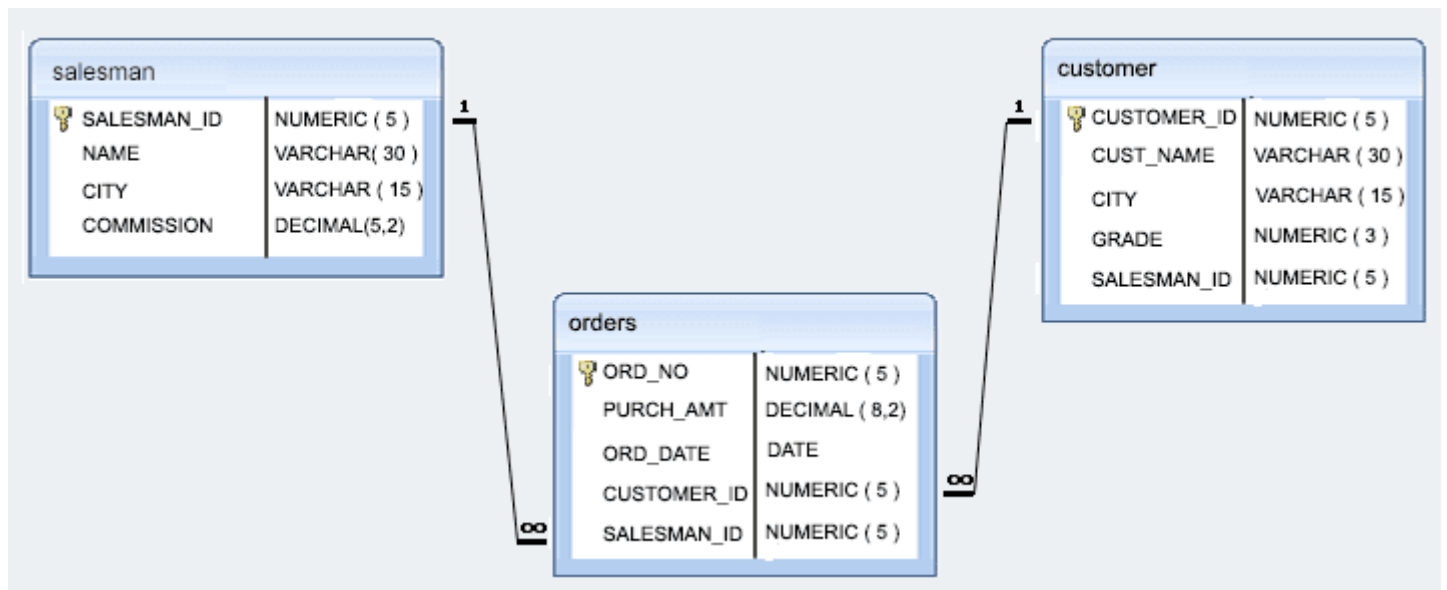 salesman
SALESMAN_ID NUMERIC ( 5 )
NAME VARCHAR( 30 )
CITY VARCHAR ( 15 )
COMMISSION DECIMAL(5,2)
1
∞
orders
ORD_NO NUMERIC ( 5 )
PURCH_AMT DECIMAL ( 8,2)
ORD_DATE DATE
CUSTOMER_ID NUMERIC ( 5 )
SALESMAN_ID NUMERIC ( 5 )
∞
1
customer
CUSTOMER_ID NUMERIC ( 5 )
CUST_NAME VARCHAR ( 30 )
CITY VARCHAR ( 15 )
GRADE NUMERIC ( 3 )
SALESMAN_ID NUMERIC ( 5 )